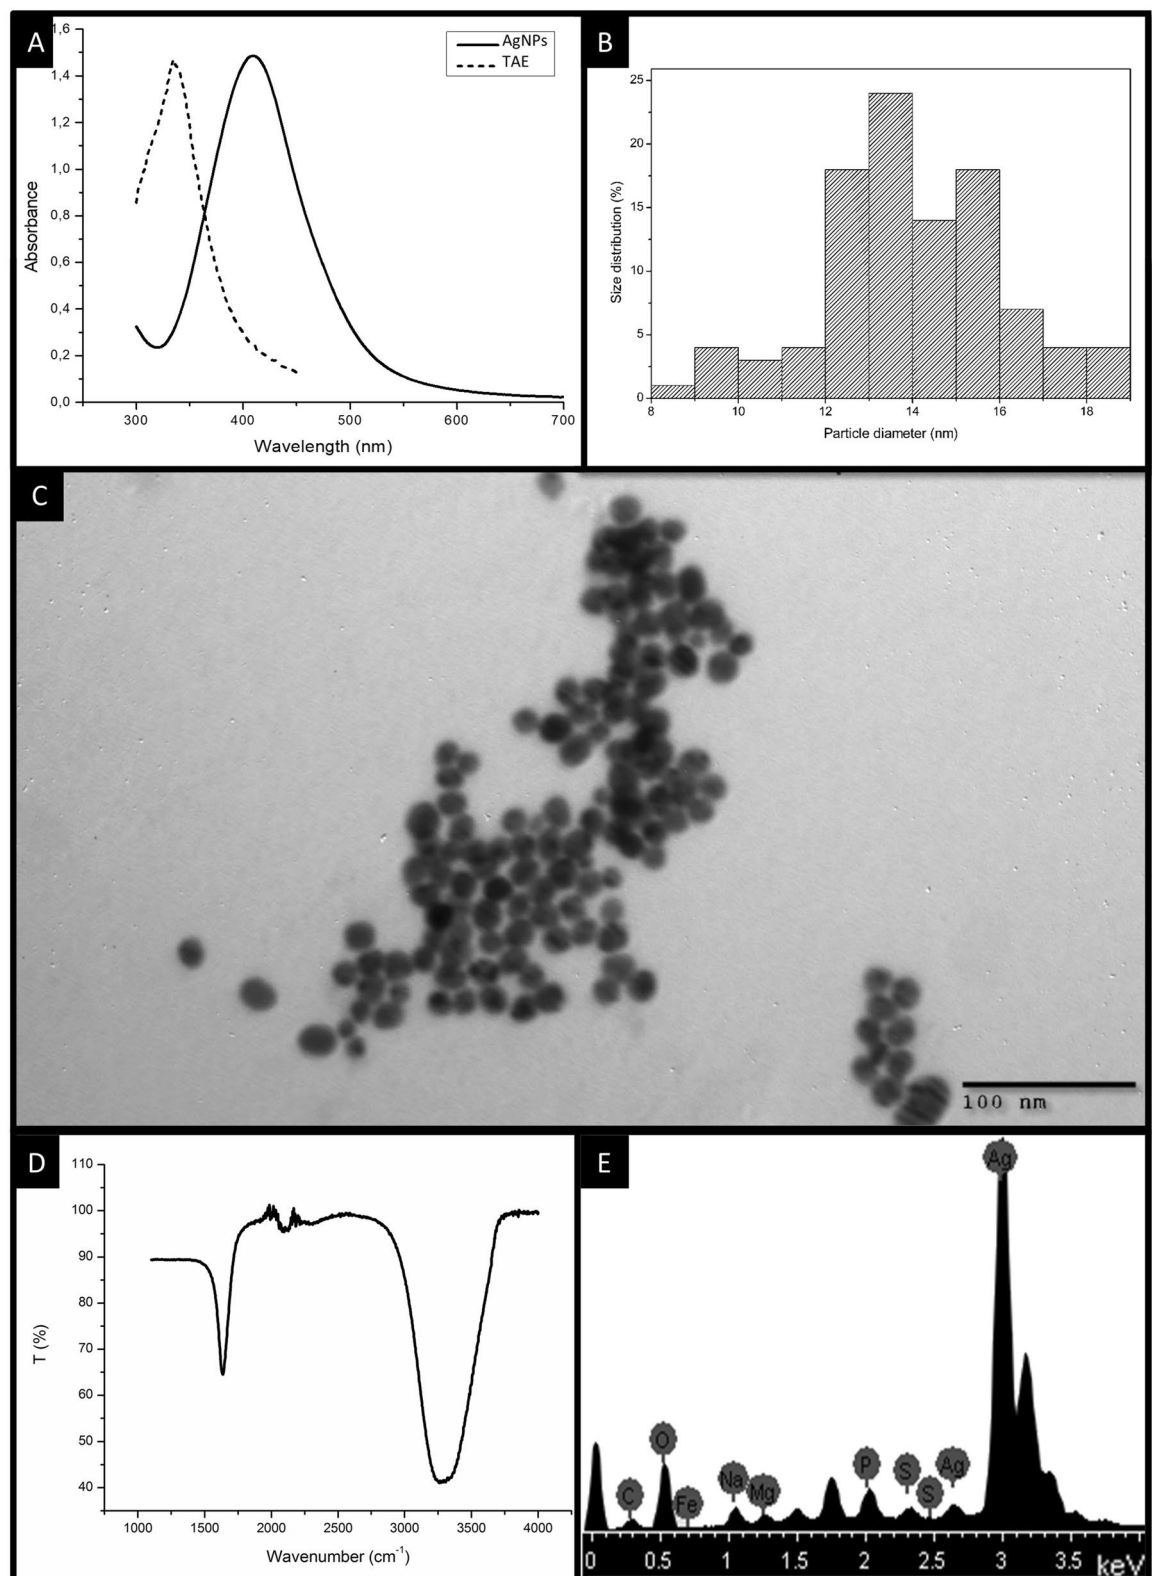 A
1,6
1,4
1,2
1,0
0,8
0,6
0,4
0,2
0,0
Absorbance
AgNPs
TAE
300 400 500 600 700
Wavelength (nm)
B
25
20
15
10
5
0
Size distribution (%)
8 10 12 14 16 18
Particle diameter (nm)
C
100 nm
D
110
100
90
80
70
60
50
40
T (%)
1000 1500 2000 2500 3000 3500 4000
Wavenumber (cm⁻¹)
E
Ag
O
C
Fe
Na
Mg
P
S
S
Ag
0 0.5 1 1.5 2 2.5 3 3.5 keV